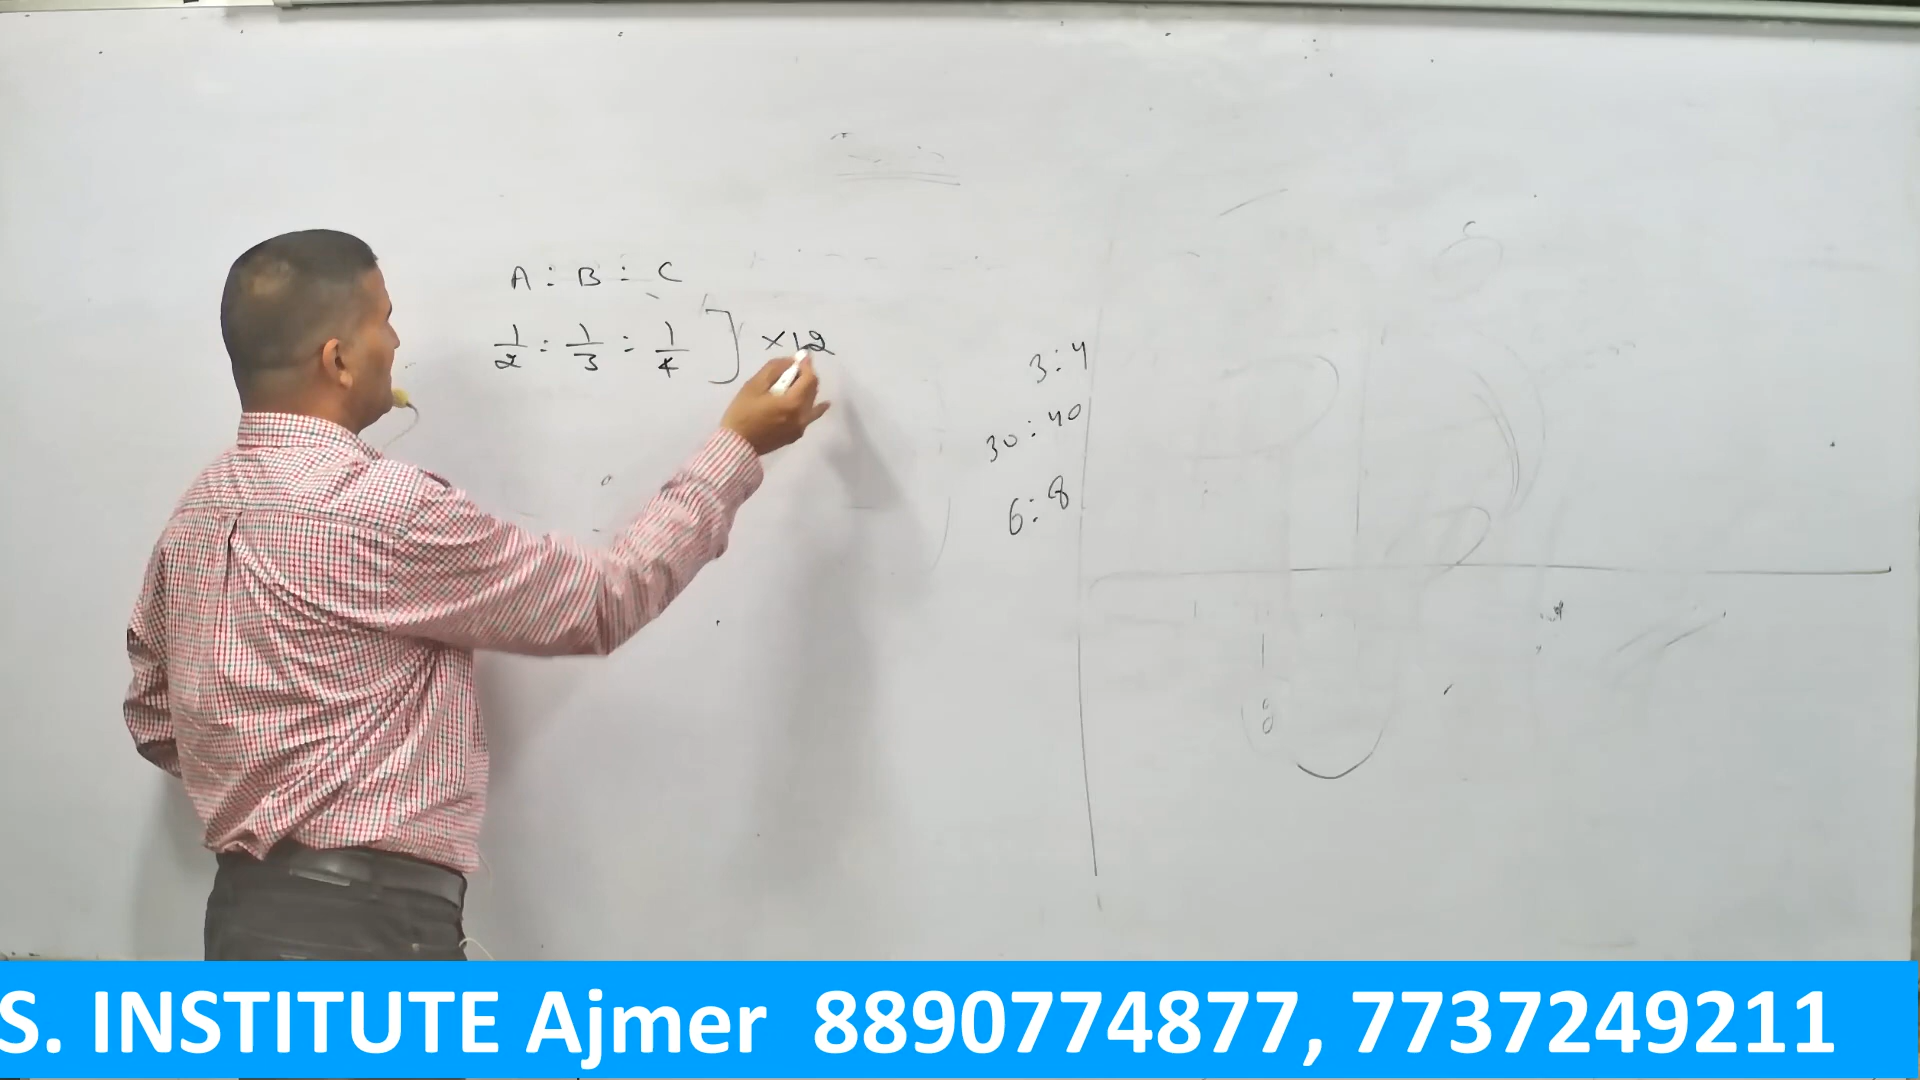 A : B : C
1/2 : 1/3 : 1/4 ] ×12
3:4
30:40
6:8
S. INSTITUTE Ajmer 8890774877, 7737249211